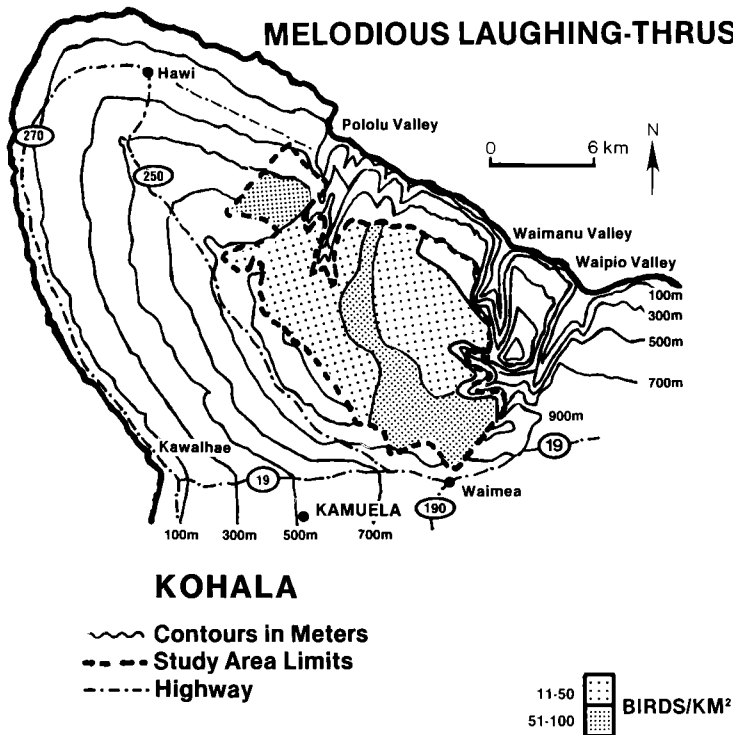 MELODIOUS LAUGHING-THRUS
Hawi
270
Pololu Valley
0 6 km
N
250
Waimanu Valley
Waipio Valley
100m
300m
500m
700m
900m
Kawaihae
19
19
Waimea
190
KAMUELA
100m 300m 500m 700m
KOHALA
Contours in Meters
Study Area Limits
Highway
11-50
51-100
BIRDS/KM²